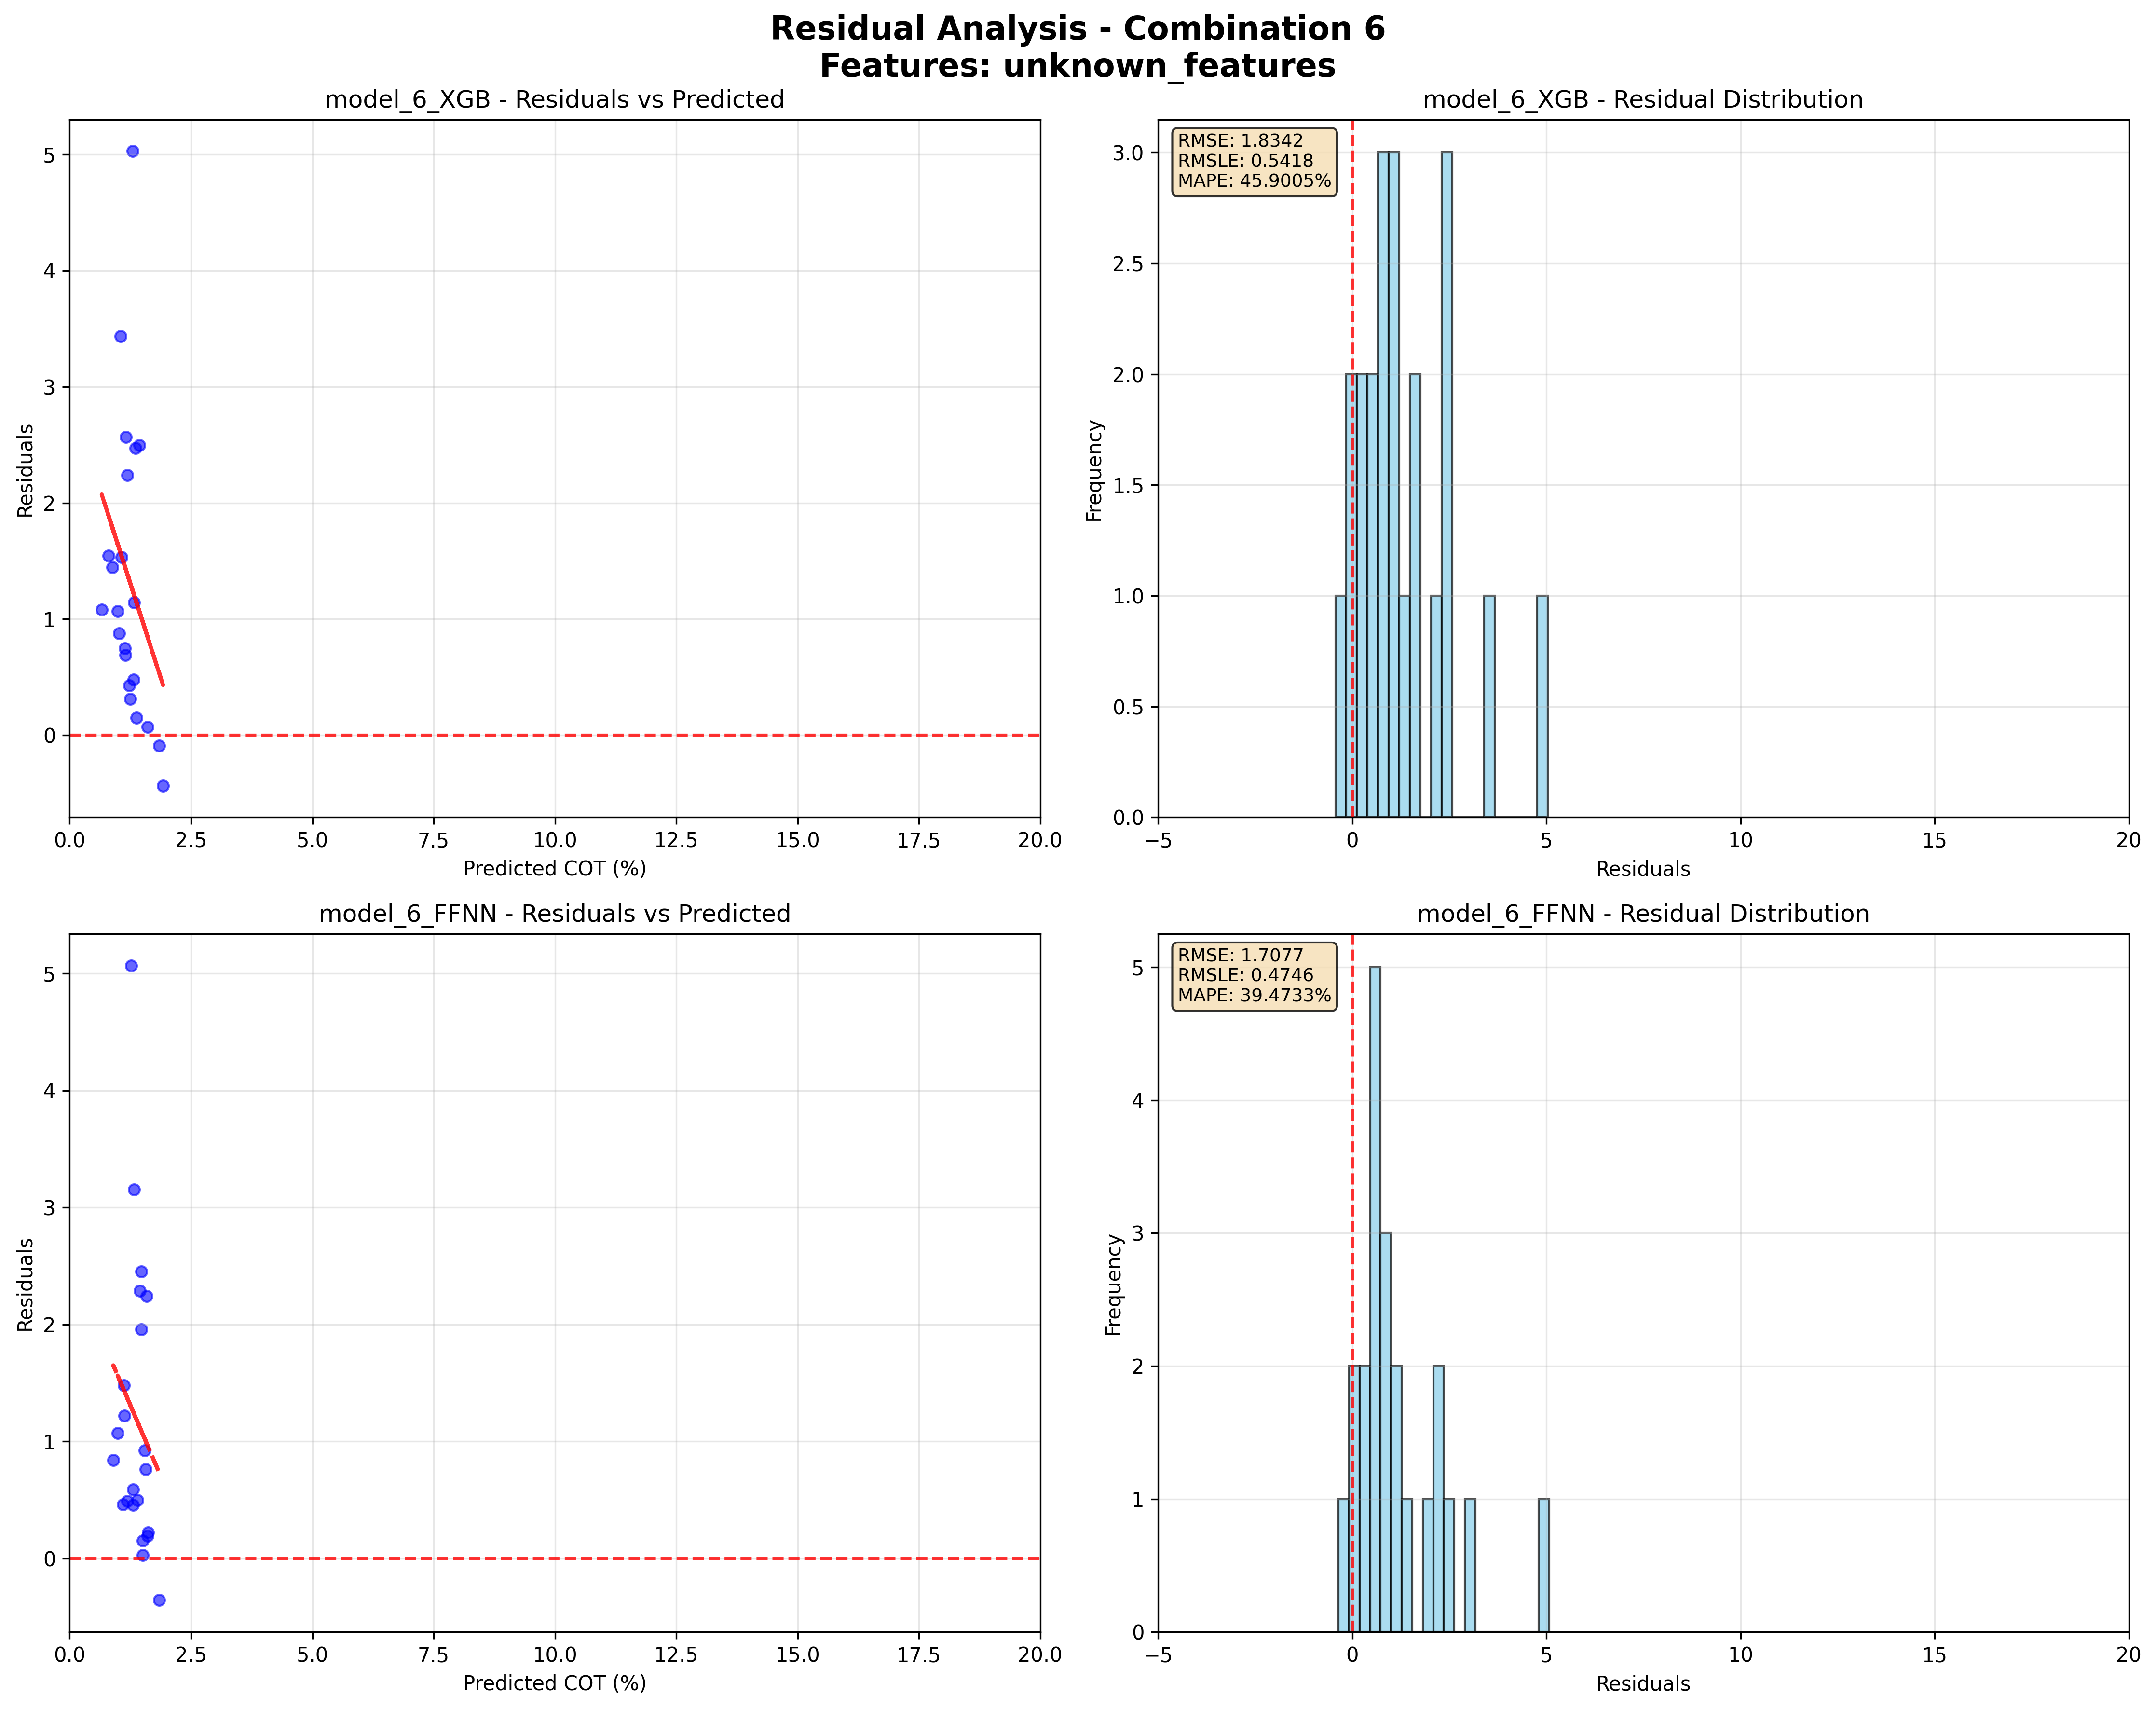 Residual Analysis - Combination 6
Features: unknown_features
model_6_XGB - Residuals vs Predicted
5
4
3
2
1
0
Residuals
0.0 2.5 5.0 7.5 10.0 12.5 15.0 17.5 20.0
Predicted COT (%)
model_6_XGB - Residual Distribution
RMSE: 1.8342
RMSLE: 0.5418
MAPE: 45.9005%
3.0
2.5
2.0
1.5
1.0
0.5
0.0
Frequency
−5 0 5 10 15 20
Residuals
model_6_FFNN - Residuals vs Predicted
5
4
3
2
1
0
Residuals
0.0 2.5 5.0 7.5 10.0 12.5 15.0 17.5 20.0
Predicted COT (%)
model_6_FFNN - Residual Distribution
RMSE: 1.7077
RMSLE: 0.4746
MAPE: 39.4733%
5
4
3
2
1
0
Frequency
−5 0 5 10 15 20
Residuals